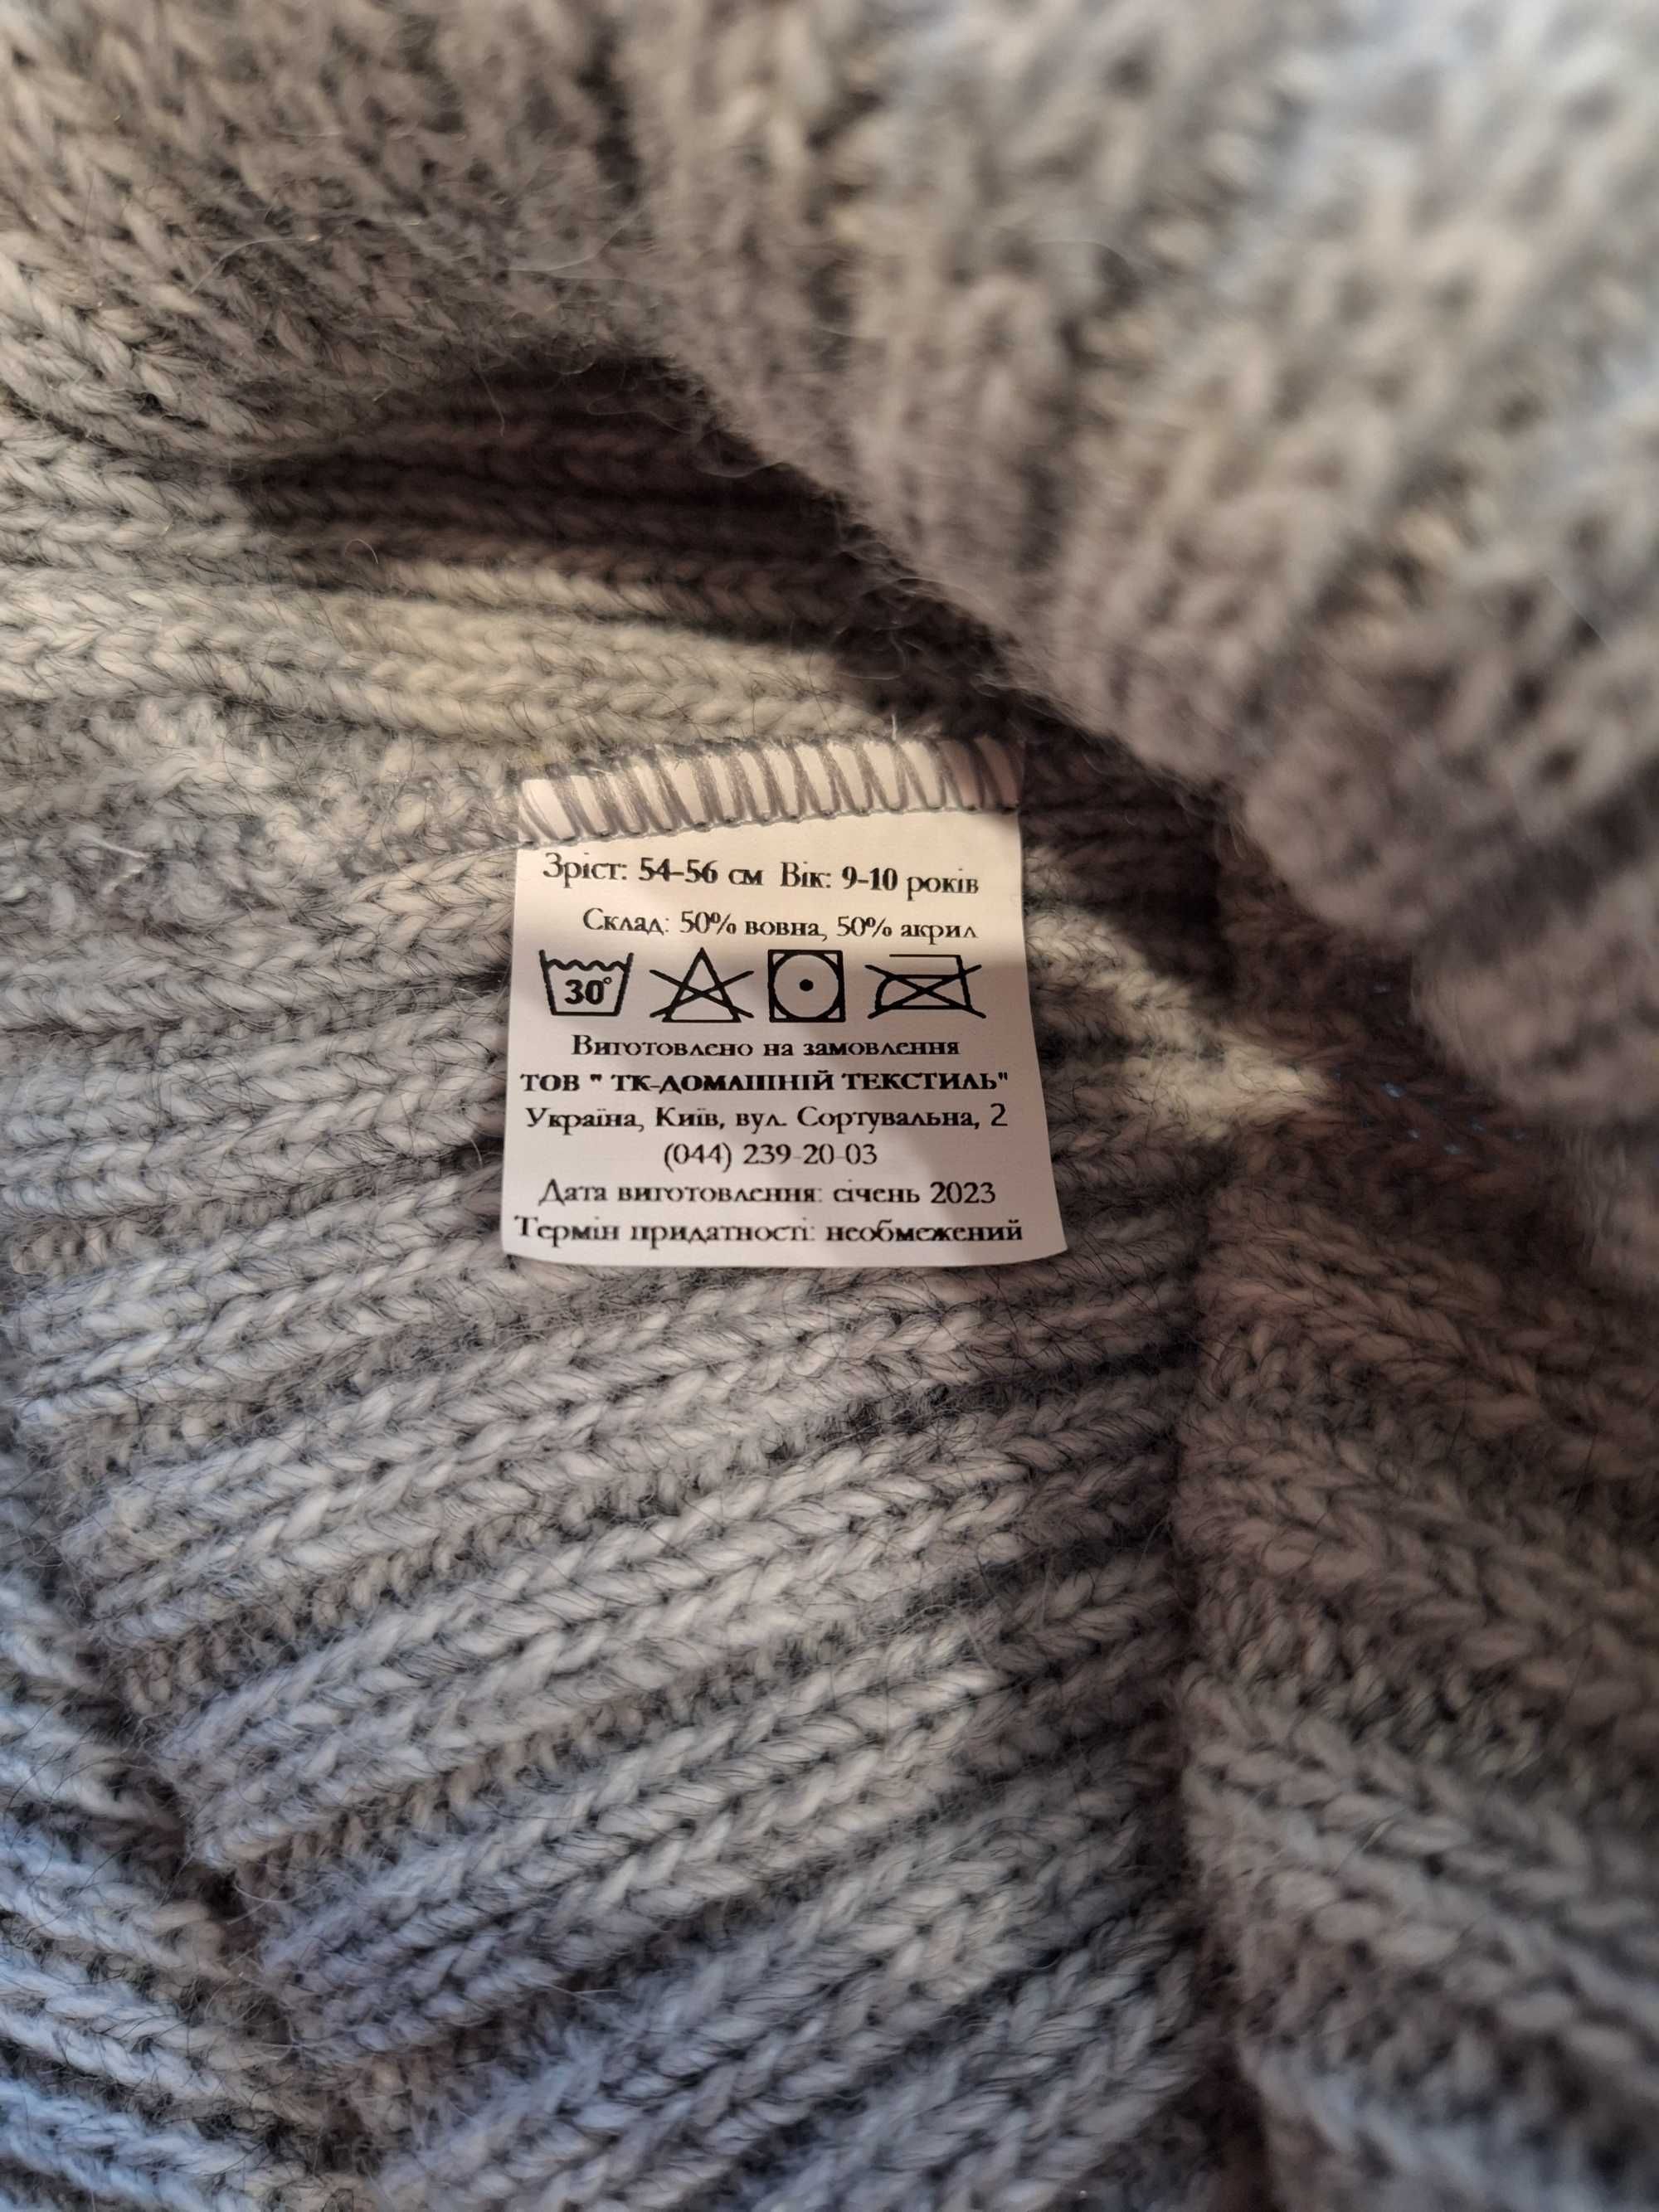 Зріст: 54-56 см Вік: 9-10 років
Склад: 50% вовна, 50% акрил
30°
Виготовлено на замовлення
ТОВ " ТК-ДОМАШНІЙ ТЕКСТИЛЬ"
Україна, Київ, вул. Сортувальна, 2
(044) 239-20-03
Дата виготовлення: січень 2023
Термін придатності: необмежений